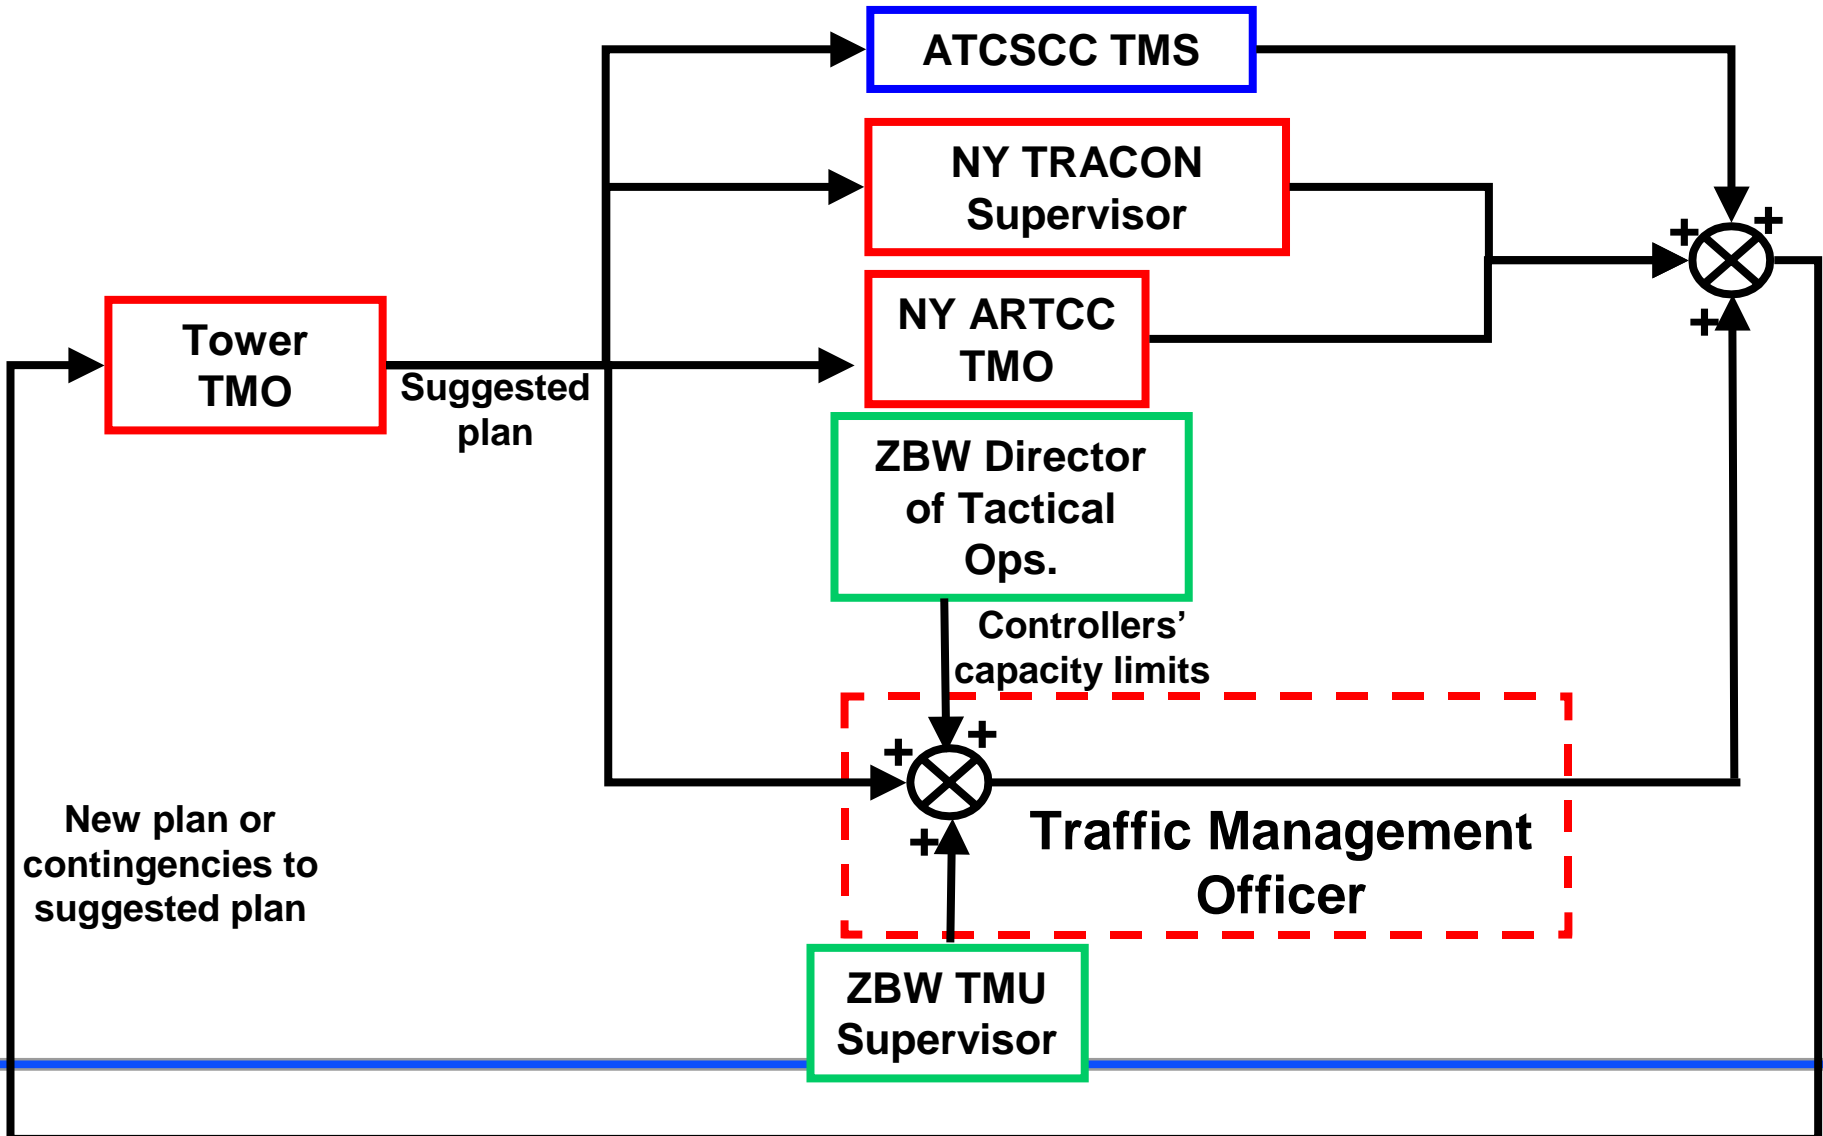 ATCSCC TMS
NY TRACON
Supervisor
+
+
NY ARTCC
TMO
+
Tower
TMO
Suggested
plan
ZBW Director
of Tactical
Ops.
Controllers’
capacity limits
+
+
New plan or
contingencies to
suggested plan
+
Traffic Management
Officer
ZBW TMU
Supervisor